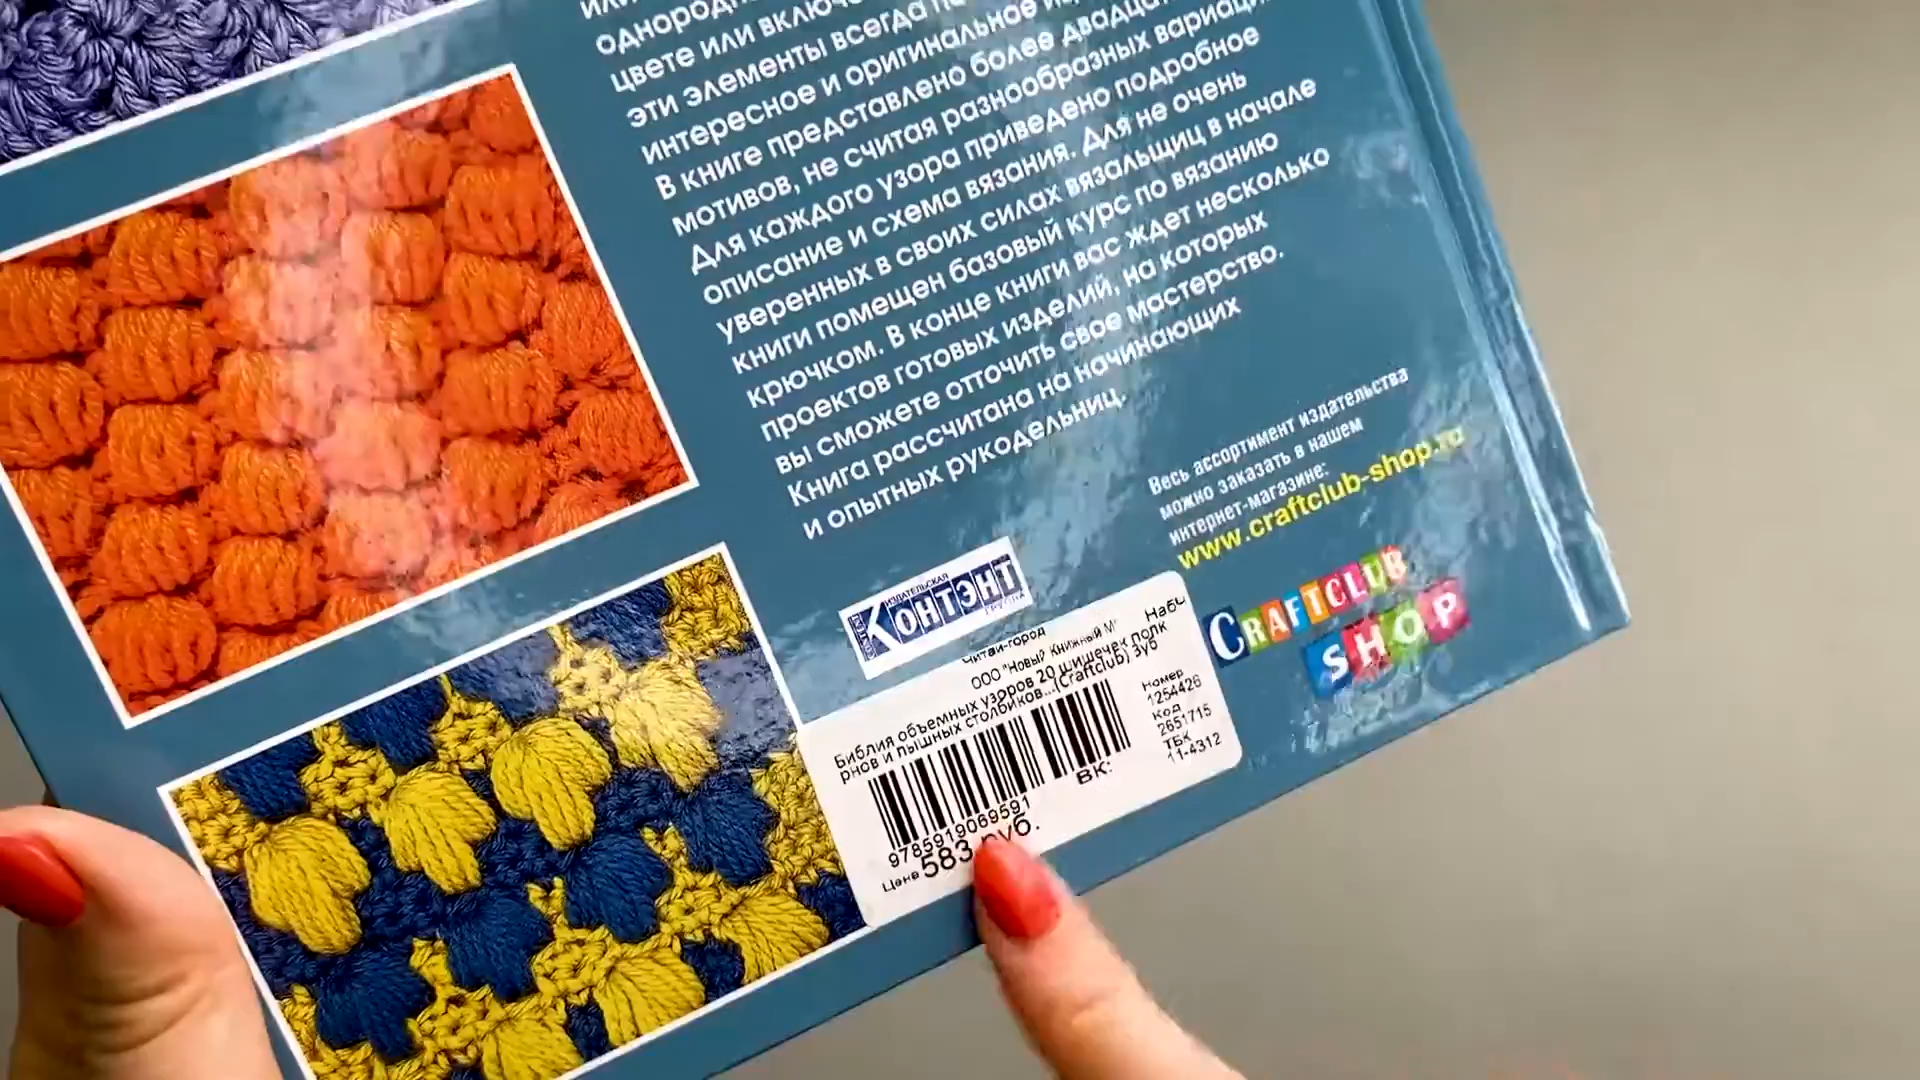 однородн
цвете или включ
эти элементы всегда
интересное и оригинальное
В книге представлено более двадца
мотивов, не считая разнообразных вариаци
Для каждого узора приведено подробное
описание и схема вязания. Для не очень
уверенных в своих силах вязальщиц в начале
книги помещен базовый курс по вязанию
крючком. В конце книги вас ждет несколько
проектов готовых изделий, на которых
вы сможете отточить свое мастерство.
Книга рассчитана на начинающих
и опытных рукодельниц.
Весь ассортимент издательства
можно заказать в нашем
интернет-магазине:
www.craftclub-shop.ru
ИЗДАТЕЛЬСКАЯ
КОНТЭНТ
ГРУППА
CRAFTCLUB
SHOP
Читай-город
ООО "Новый Книжный М" Набч
Библия объемных узоров 20 шишечек полк
рнов и пышных столбиков...(Craftclub) 3уб
Номер
1254426
Код
2651715
ТБК
11-4312
ВК:
9785919069591
Цена 583 руб.